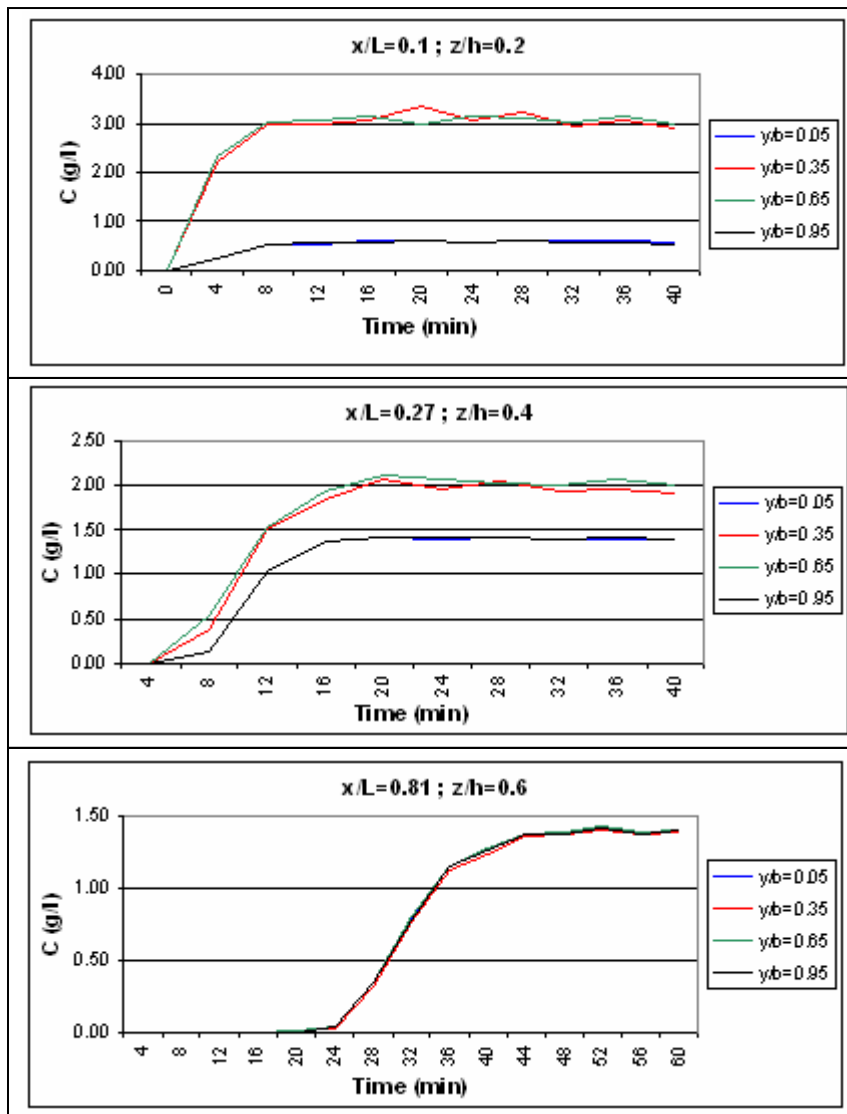 x/L=0.1 ; z/h=0.2
4.00
3.00
2.00
1.00
0.00
C (g/l)
0 4 8 12 16 20 24 28 32 36 40
Time (min)
y/b=0.05
y/b=0.35
y/b=0.65
y/b=0.95
x/L=0.27 ; z/h=0.4
2.50
2.00
1.50
1.00
0.50
0.00
C (g/l)
4 8 12 16 20 24 28 32 36 40
Time (min)
y/b=0.05
y/b=0.35
y/b=0.65
y/b=0.95
x/L=0.81 ; z/h=0.6
1.50
1.00
0.50
0.00
C (g/l)
4 8 12 16 20 24 28 32 36 40 44 48 52 56 60
Time (min)
y/b=0.05
y/b=0.35
y/b=0.65
y/b=0.95